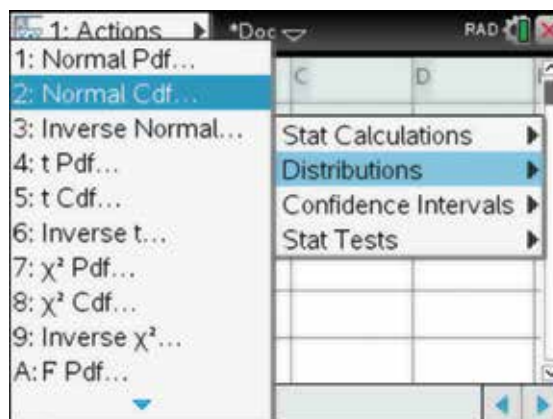 1: Actions *Doc RAD
1: Normal Pdf...
2: Normal Cdf...
3: Inverse Normal...
4: t Pdf...
5: t Cdf...
6: Inverse t...
7: χ² Pdf...
8: χ² Cdf...
9: Inverse χ²...
A: F Pdf...
C D
Stat Calculations
Distributions
Confidence Intervals
Stat Tests